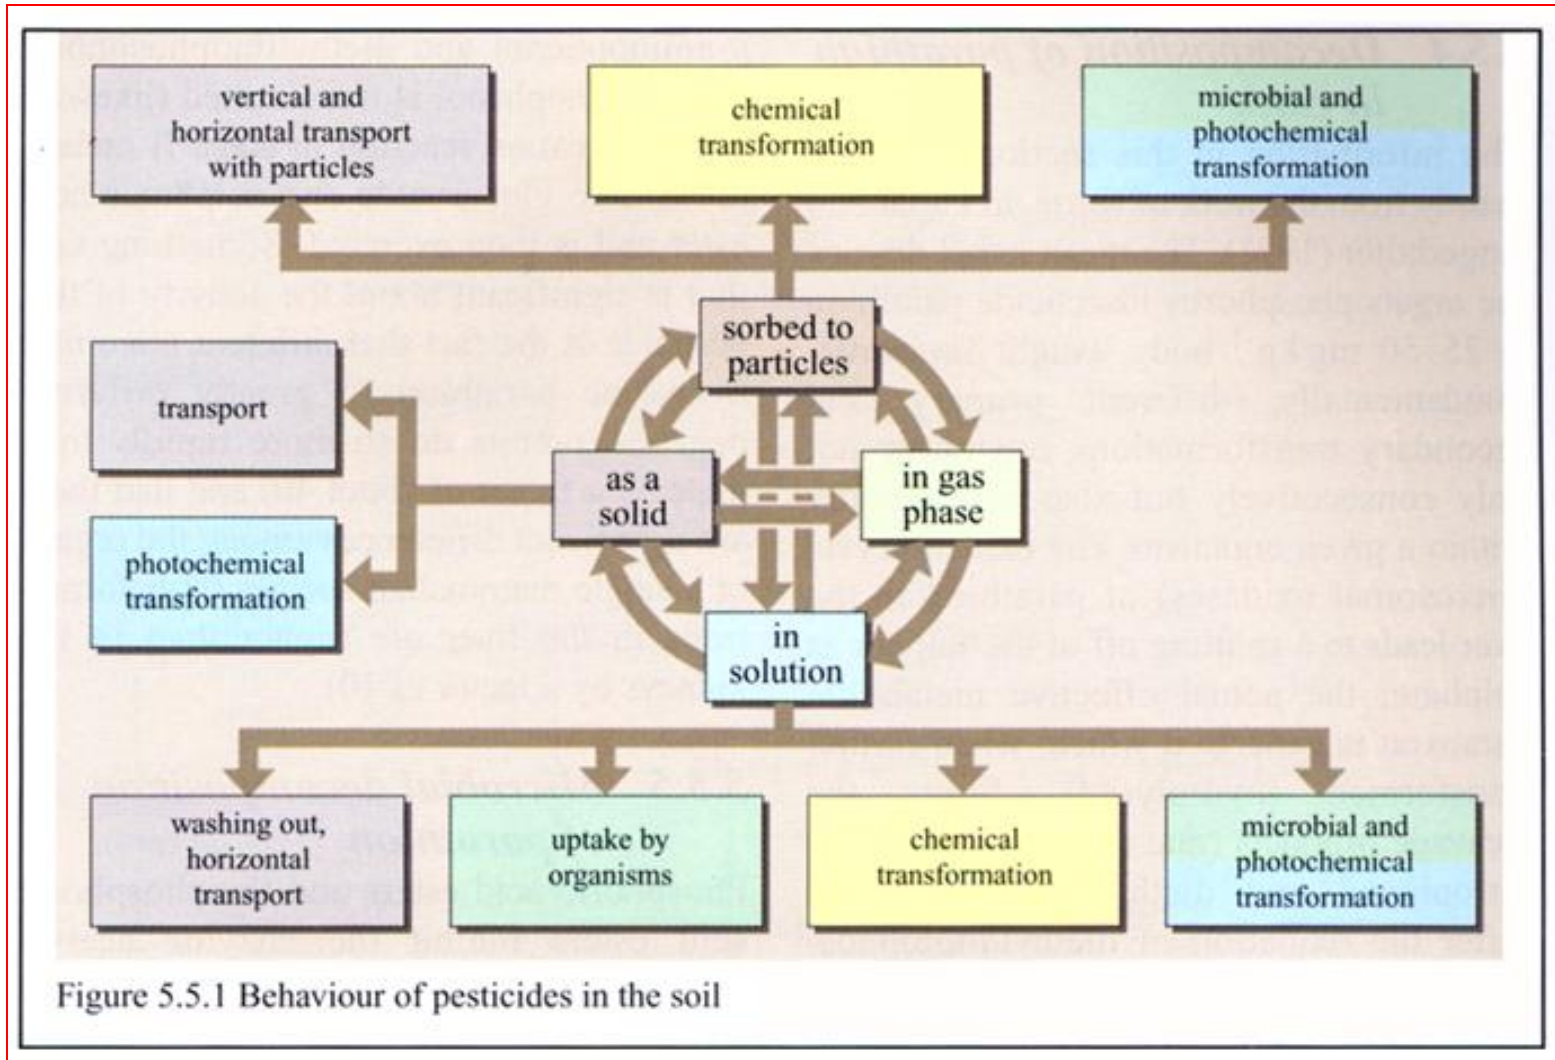 vertical and
horizontal transport
with particles
chemical
transformation
microbial and
photochemical
transformation
sorbed to
particles
transport
as a
solid
in gas
phase
photochemical
transformation
in
solution
washing out,
horizontal
transport
uptake by
organisms
chemical
transformation
microbial and
photochemical
transformation
Figure 5.5.1 Behaviour of pesticides in the soil